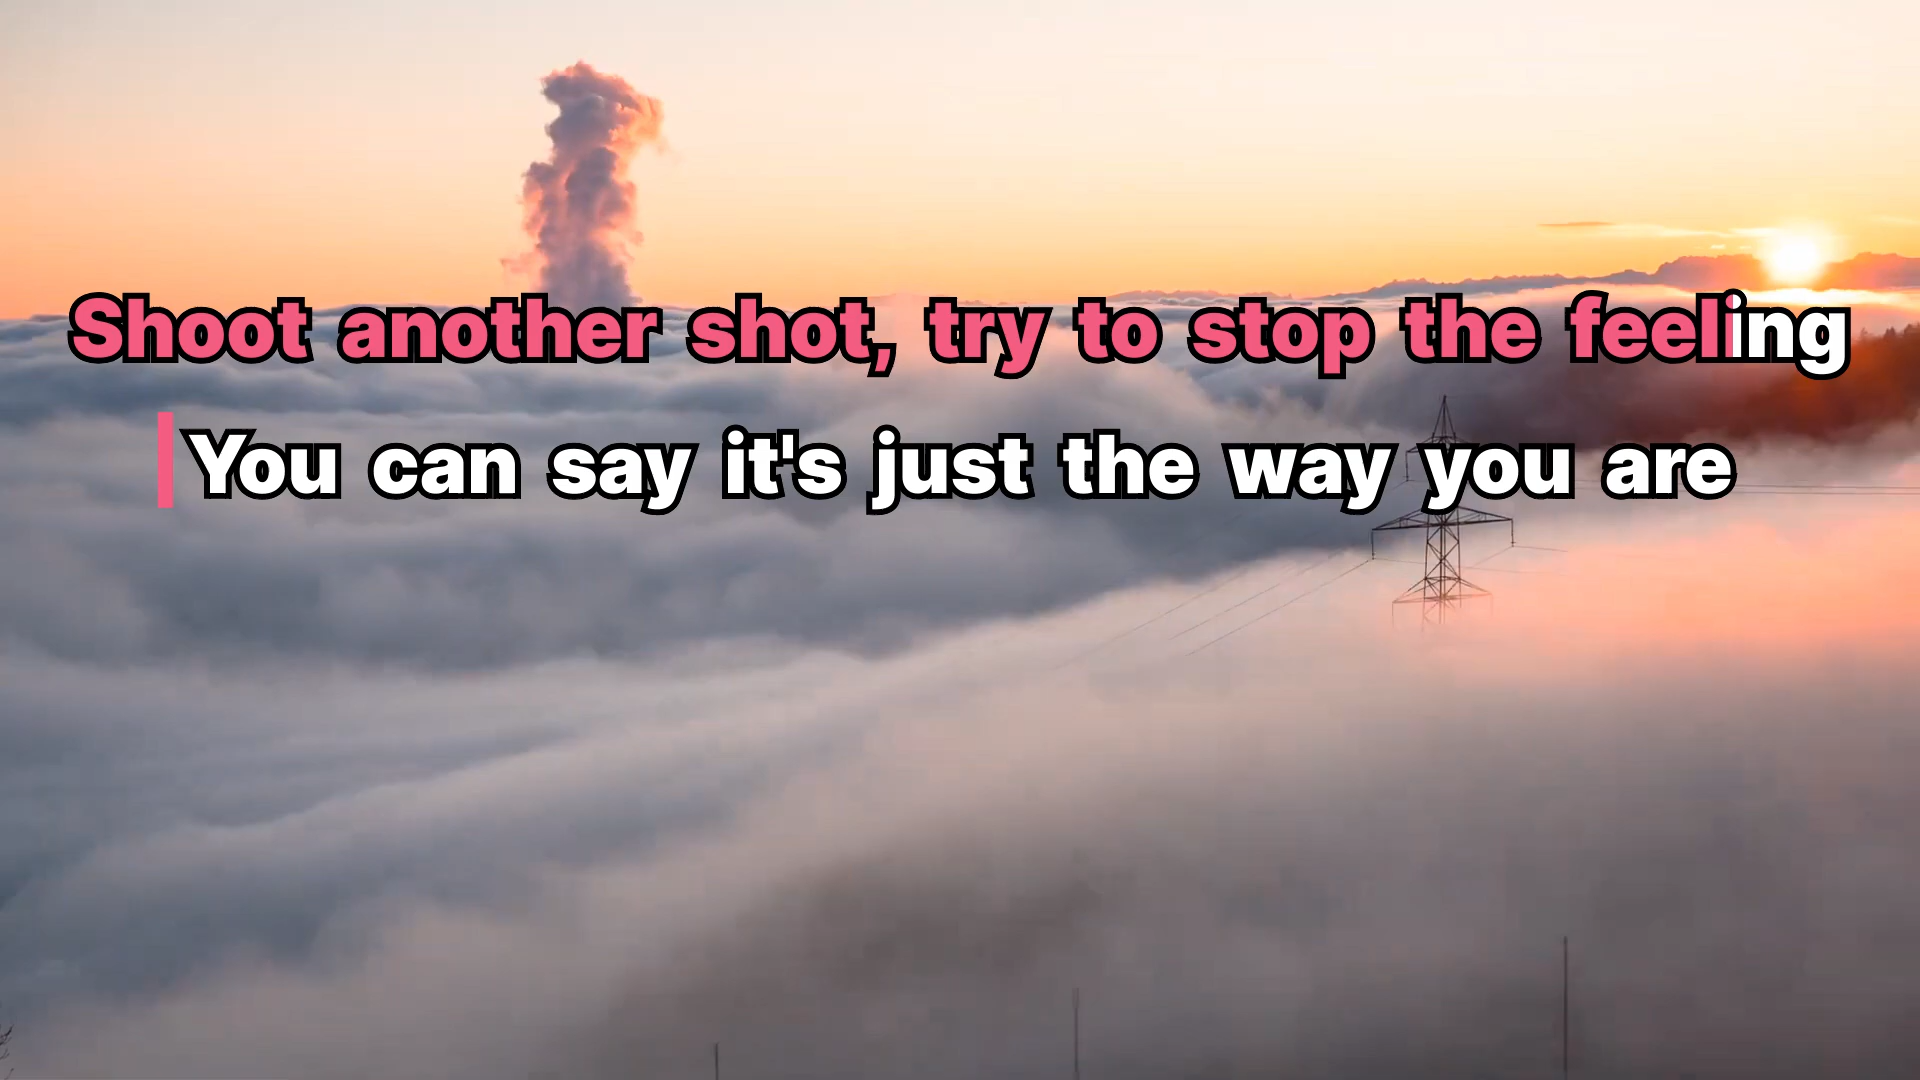 Shoot another shot, try to stop the feeling
You can say it's just the way you are